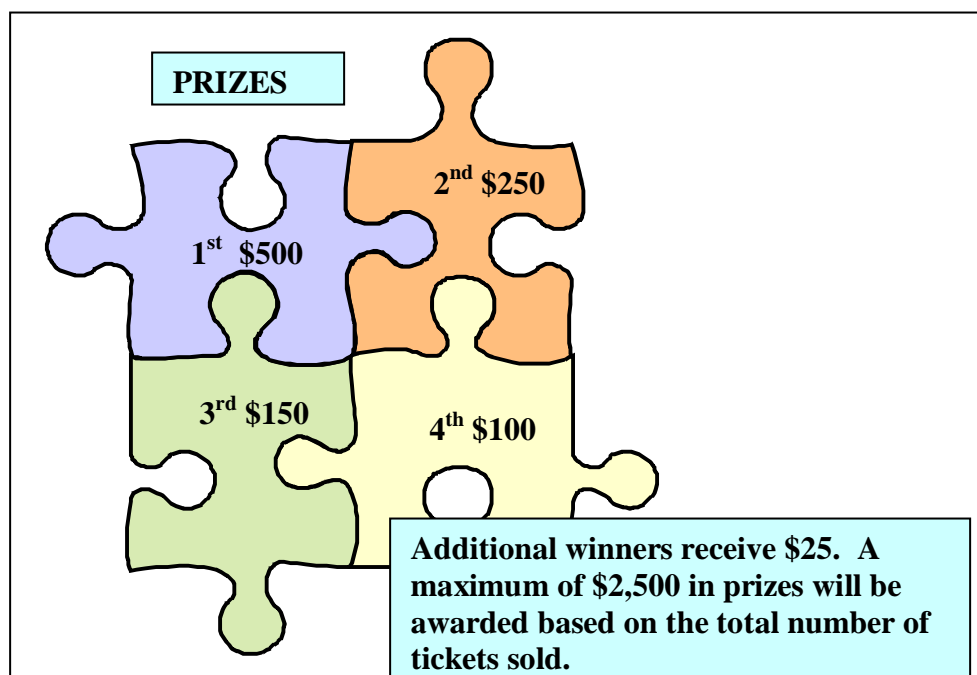 PRIZES
2nd $250
1st $500
3rd $150
4th $100
Additional winners receive $25. A
maximum of $2,500 in prizes will be
awarded based on the total number of
tickets sold.